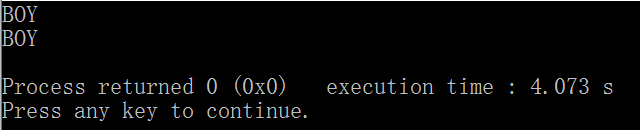 BOY
BOY
Process returned 0 (0x0)   execution time : 4.073 s
Press any key to continue.